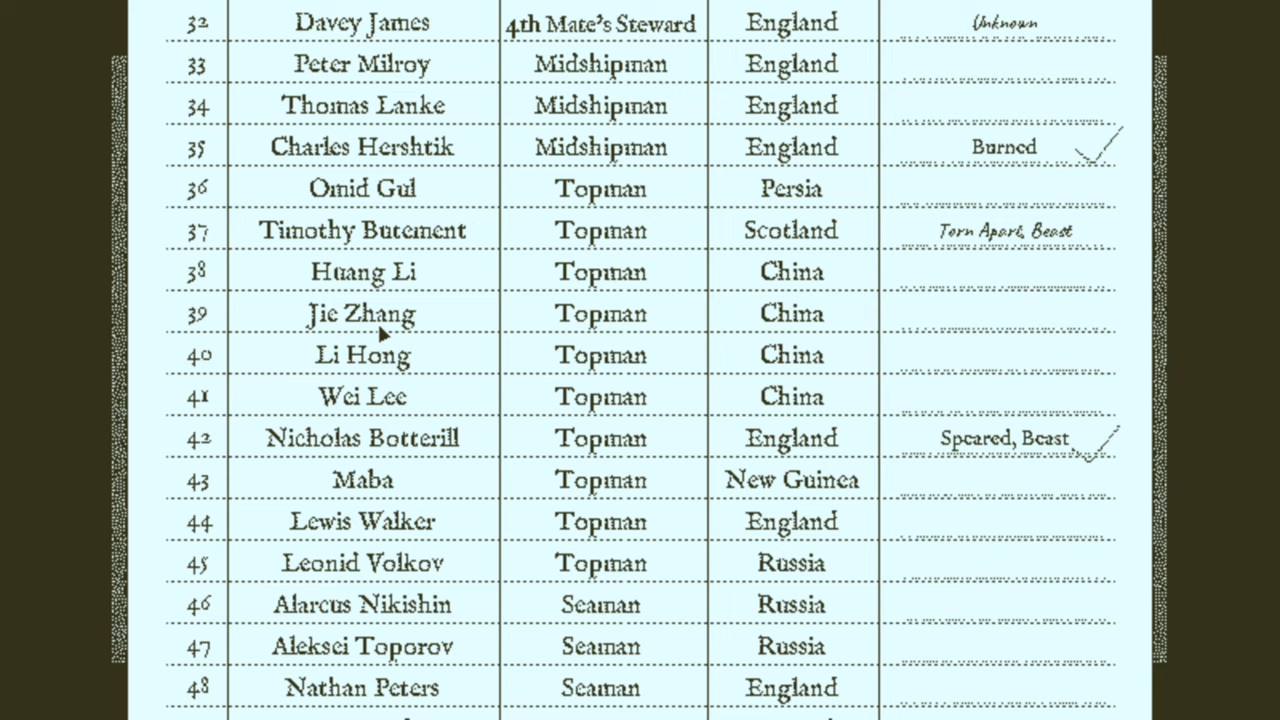 32 Davey James 4th Mate's Steward England Unknown
33 Peter Milroy Midshipman England
34 Thomas Lanke Midshipman England
35 Charles Hershtik Midshipman England Burned
36 Omid Gul Topman Persia
37 Timothy Butement Topman Scotland Torn Apart, Beast
38 Huang Li Topman China
39 Jie Zhang Topman China
40 Li Hong Topman China
41 Wei Lee Topman China
42 Nicholas Botterill Topman England Speared, Beast
43 Maba Topman New Guinea
44 Lewis Walker Topman England
45 Leonid Volkov Topman Russia
46 Alarcus Nikishin Seaman Russia
47 Aleksei Toporov Seaman Russia
48 Nathan Peters Seaman England